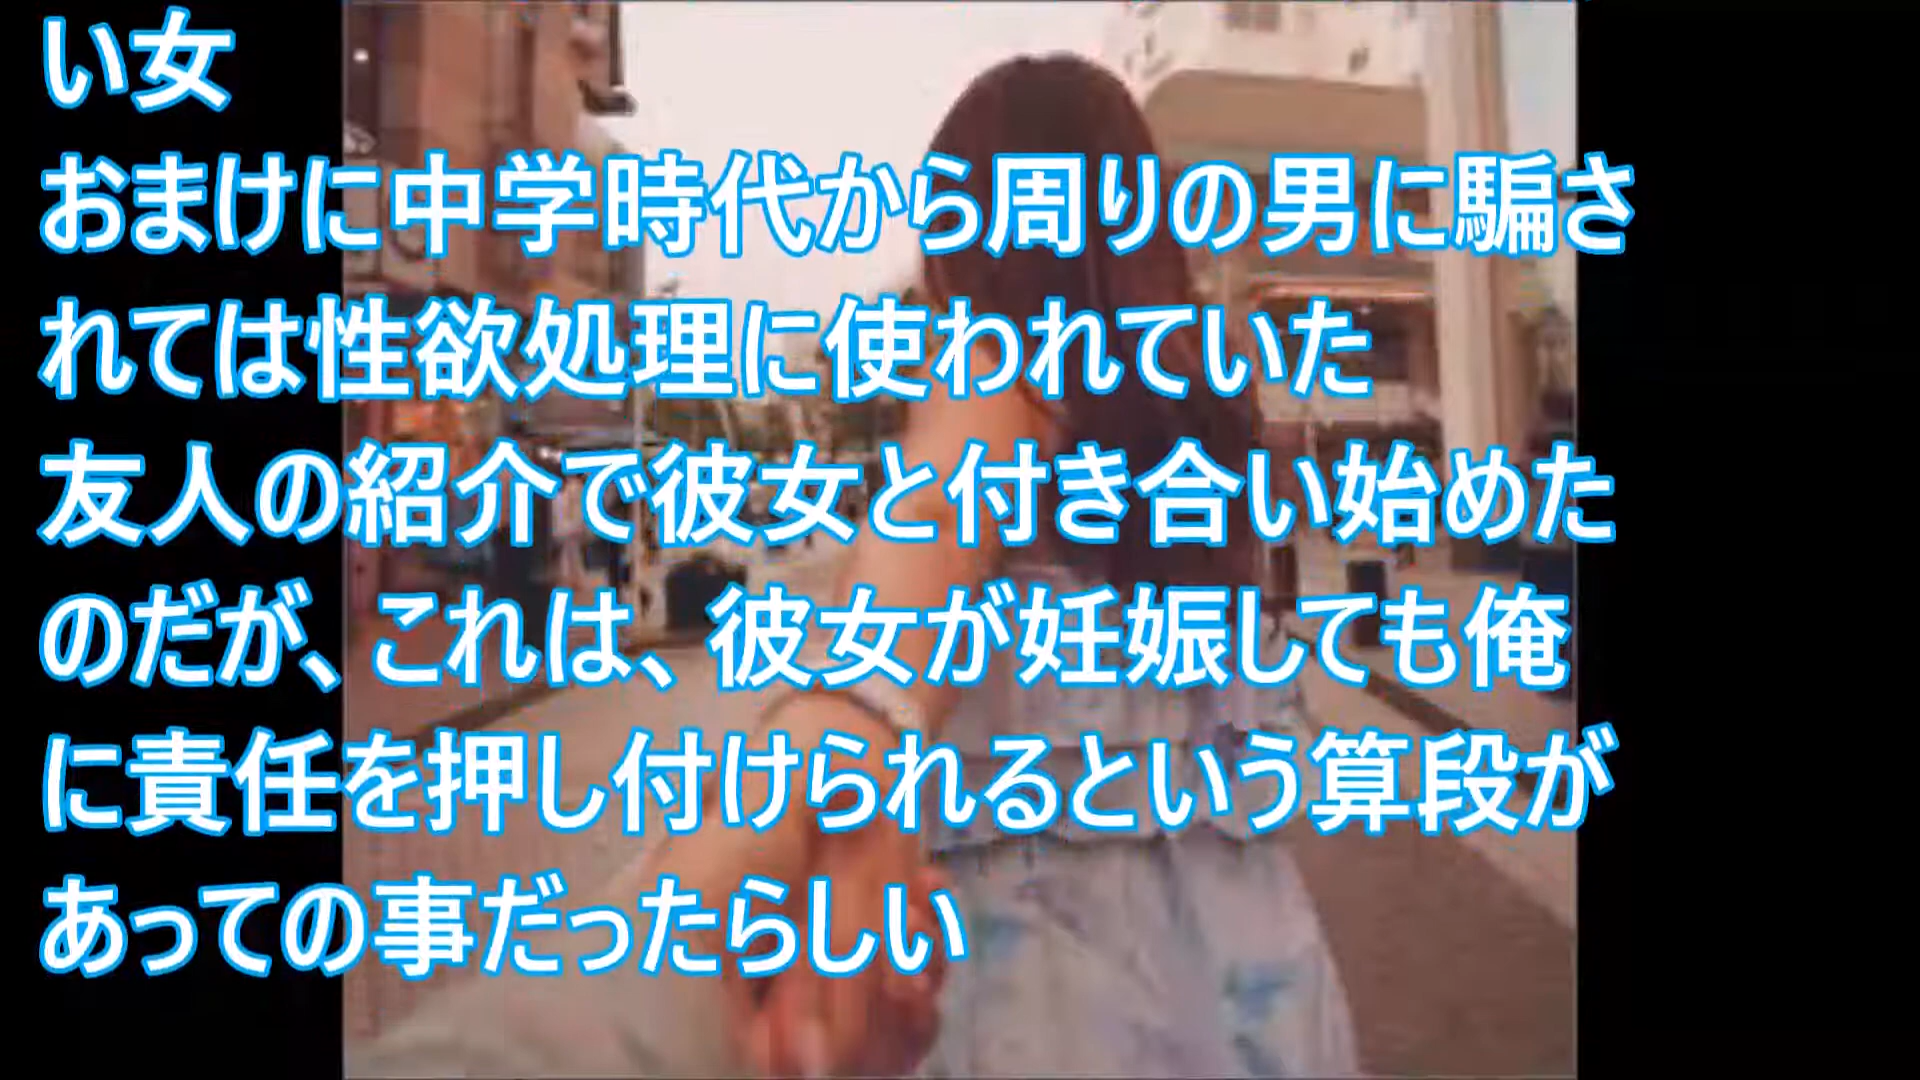 い女
おまけに中学時代から周りの男に騙さ
れては性欲処理に使われていた
友人の紹介で彼女と付き合い始めた
のだが、これは、彼女が妊娠しても俺
に責任を押し付けられるという算段が
あっての事だったらしい